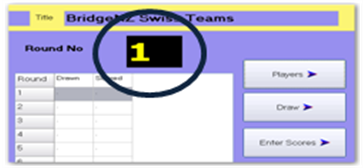 Title BridgeNZ Swiss Teams
Round No 1
Players
Round Drawn Scored
1
Draw
2
3
4
5
Enter Scores